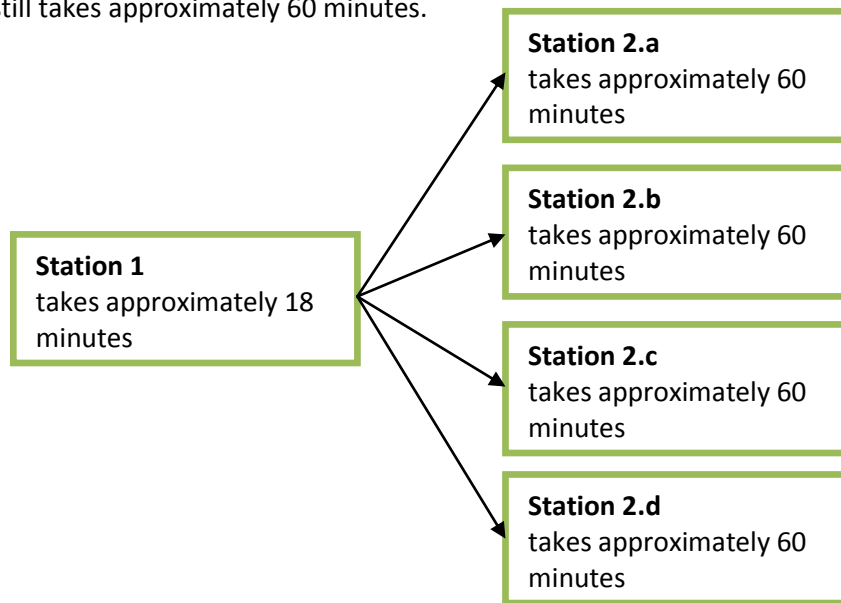 still takes approximately 60 minutes.
Station 2.a
takes approximately 60
minutes
Station 2.b
takes approximately 60
minutes
Station 1
takes approximately 18
minutes
Station 2.c
takes approximately 60
minutes
Station 2.d
takes approximately 60
minutes